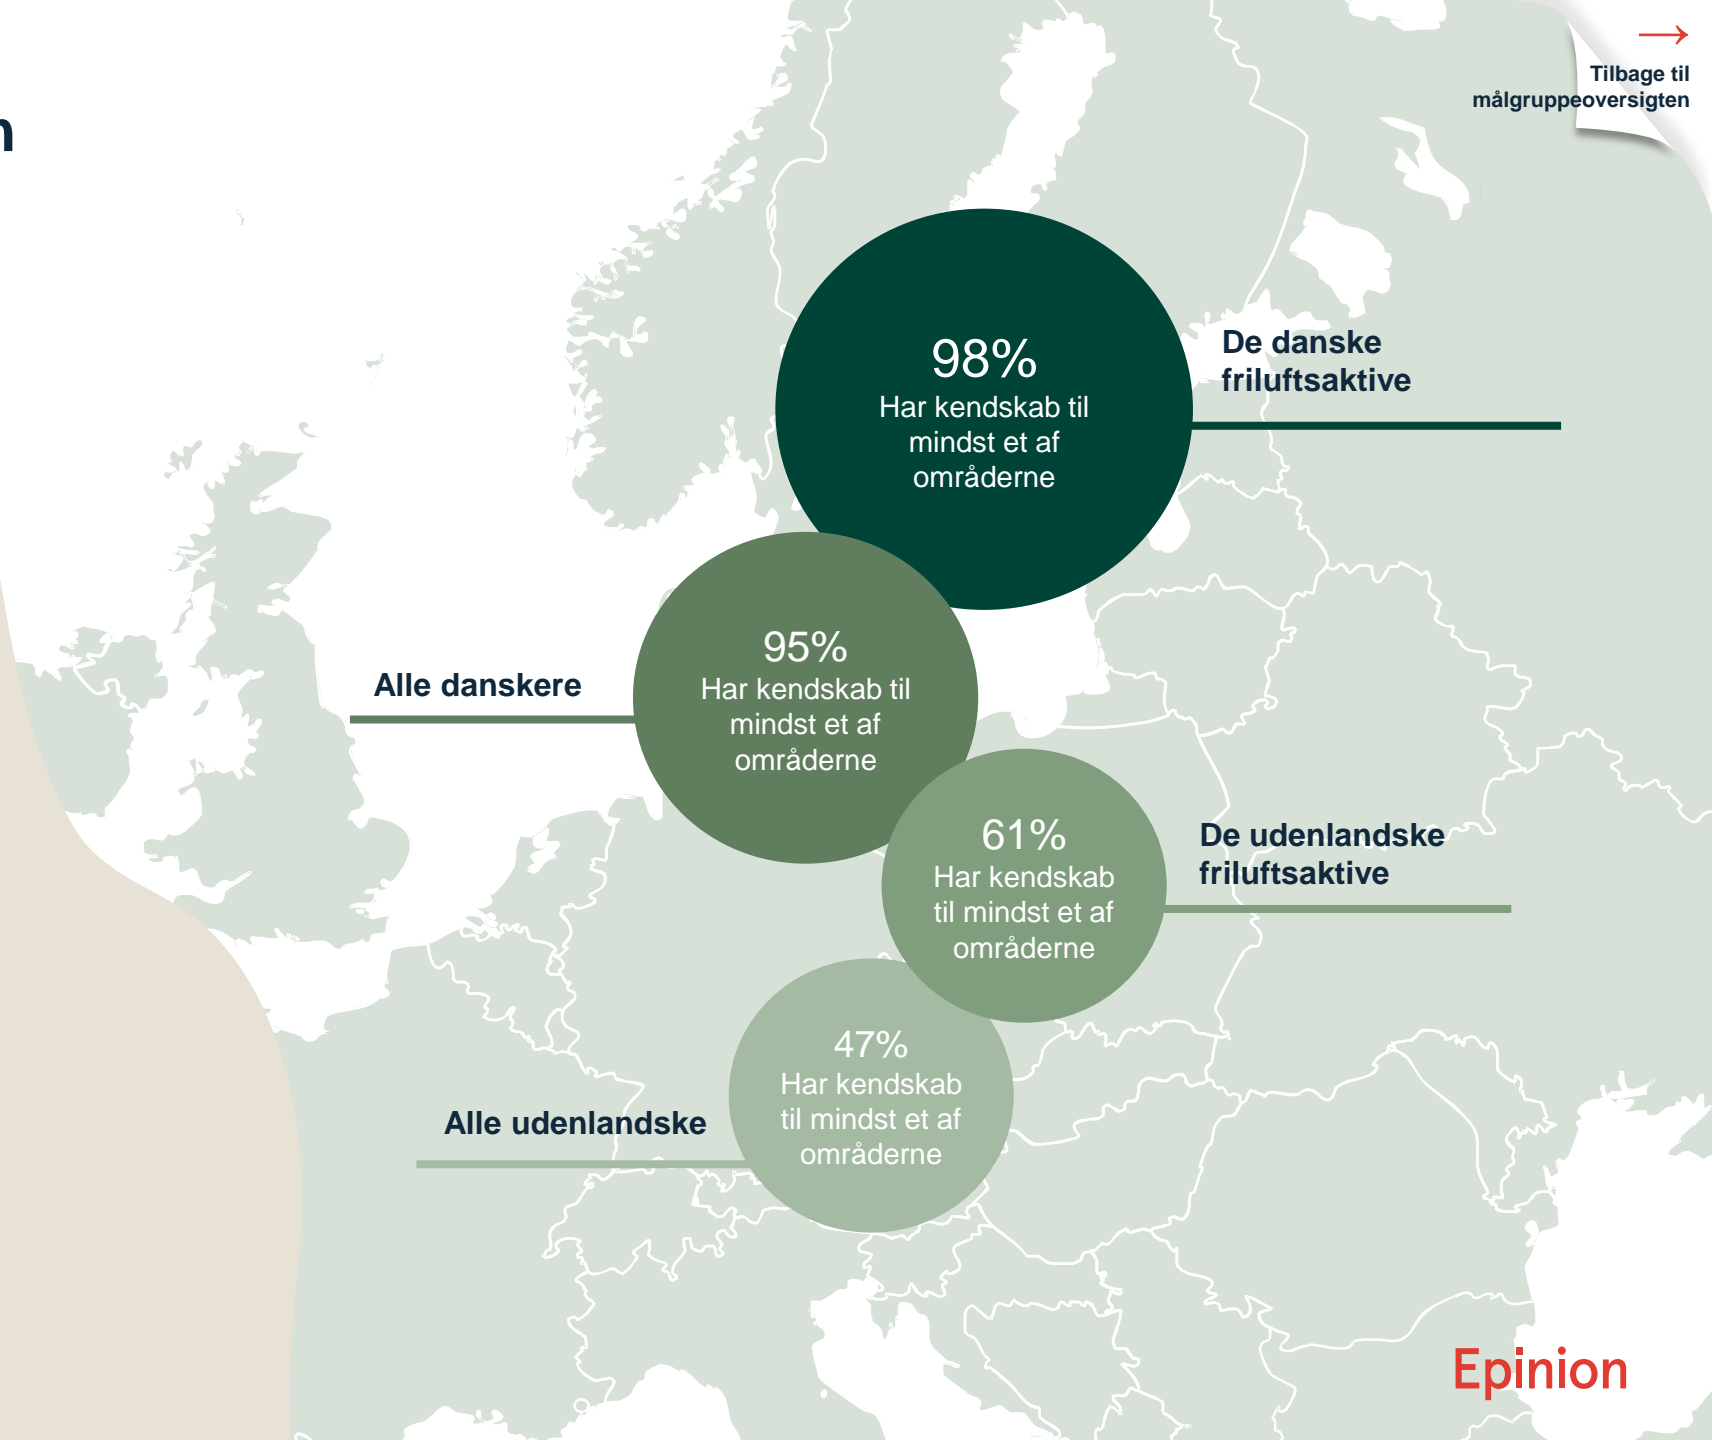 Tilbage til
målgruppeoversigten
98%
Har kendskab til
mindst et af
områderne
De danske
friluftsaktive
95%
Har kendskab til
mindst et af
områderne
Alle danskere
61%
Har kendskab
til mindst et af
områderne
De udenlandske
friluftsaktive
47%
Har kendskab
til mindst et af
områderne
Alle udenlandske
Epinion